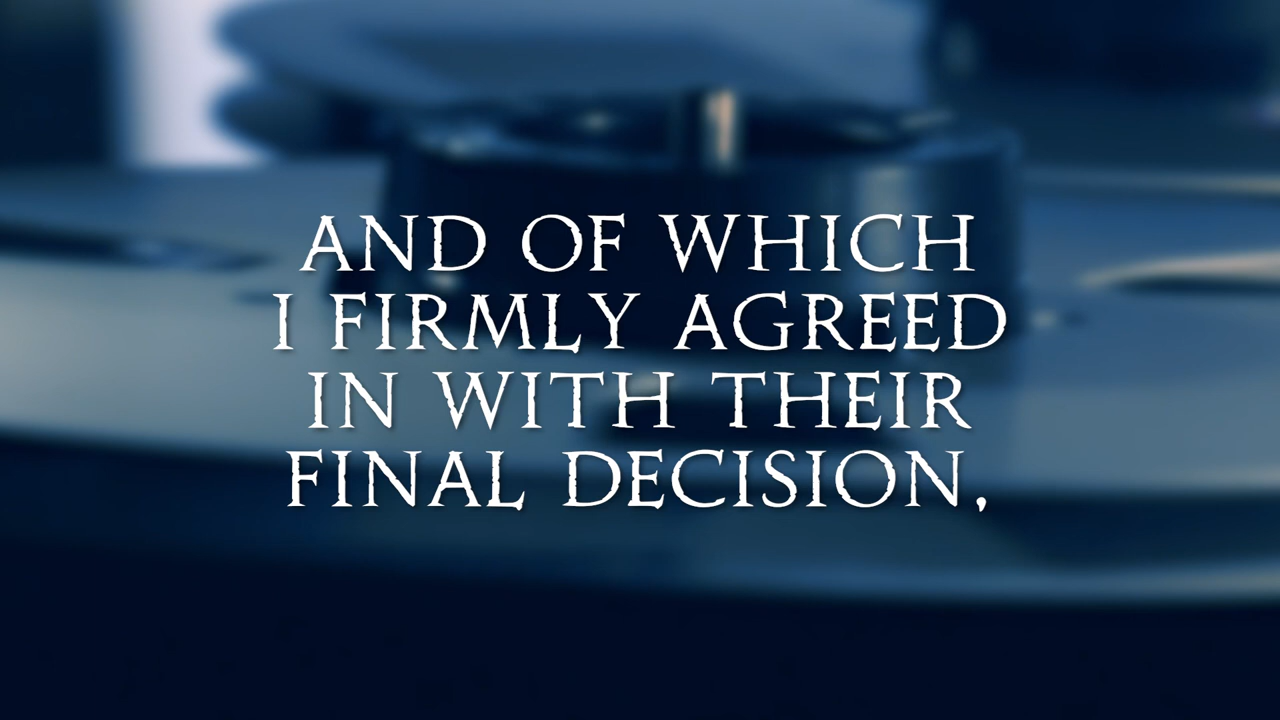 AND OF WHICH
I FIRMLY AGREED
IN WITH THEIR
FINAL DECISION,